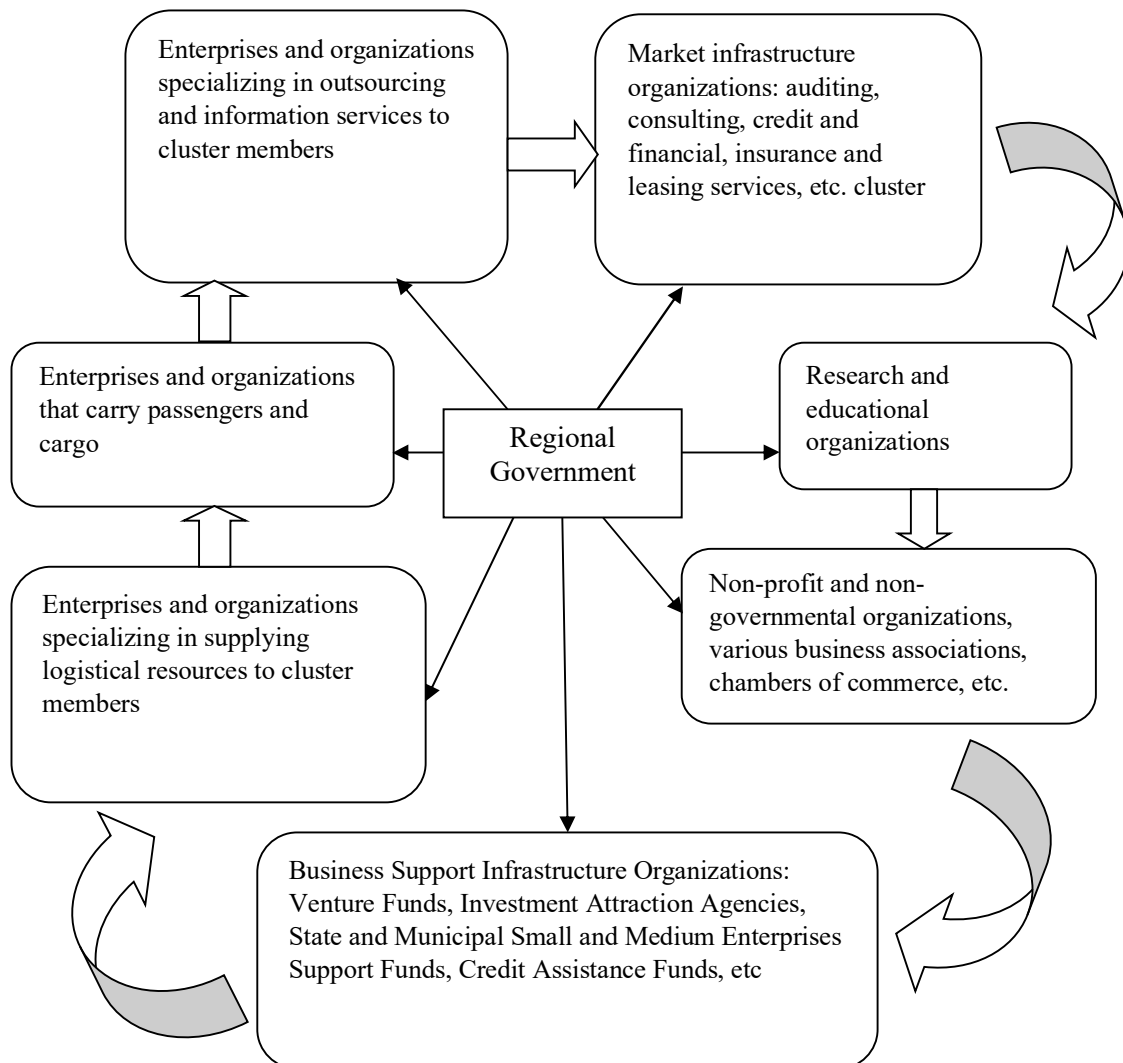 Enterprises and organizations
specializing in outsourcing
and information services to
cluster members
Market infrastructure
organizations: auditing,
consulting, credit and
financial, insurance and
leasing services, etc. cluster
Enterprises and organizations
that carry passengers and
cargo
Regional
Government
Research and
educational
organizations
Enterprises and organizations
specializing in supplying
logistical resources to cluster
members
Non-profit and non-
governmental organizations,
various business associations,
chambers of commerce, etc.
Business Support Infrastructure Organizations:
Venture Funds, Investment Attraction Agencies,
State and Municipal Small and Medium Enterprises
Support Funds, Credit Assistance Funds, etc